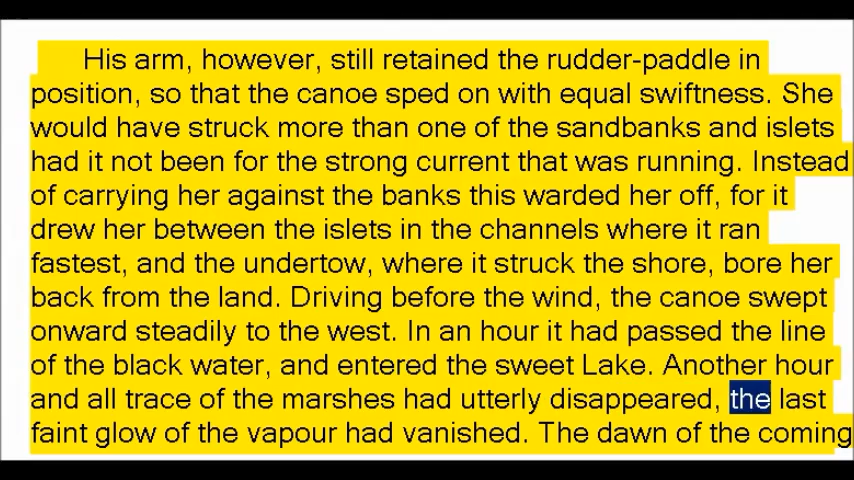 His arm, however, still retained the rudder-paddle in
position, so that the canoe sped on with equal swiftness. She
would have struck more than one of the sandbanks and islets
had it not been for the strong current that was running. Instead
of carrying her against the banks this warded her off, for it
drew her between the islets in the channels where it ran
fastest, and the undertow, where it struck the shore, bore her
back from the land. Driving before the wind, the canoe swept
onward steadily to the west. In an hour it had passed the line
of the black water, and entered the sweet Lake. Another hour
and all trace of the marshes had utterly disappeared, the last
faint glow of the vapour had vanished. The dawn of the coming